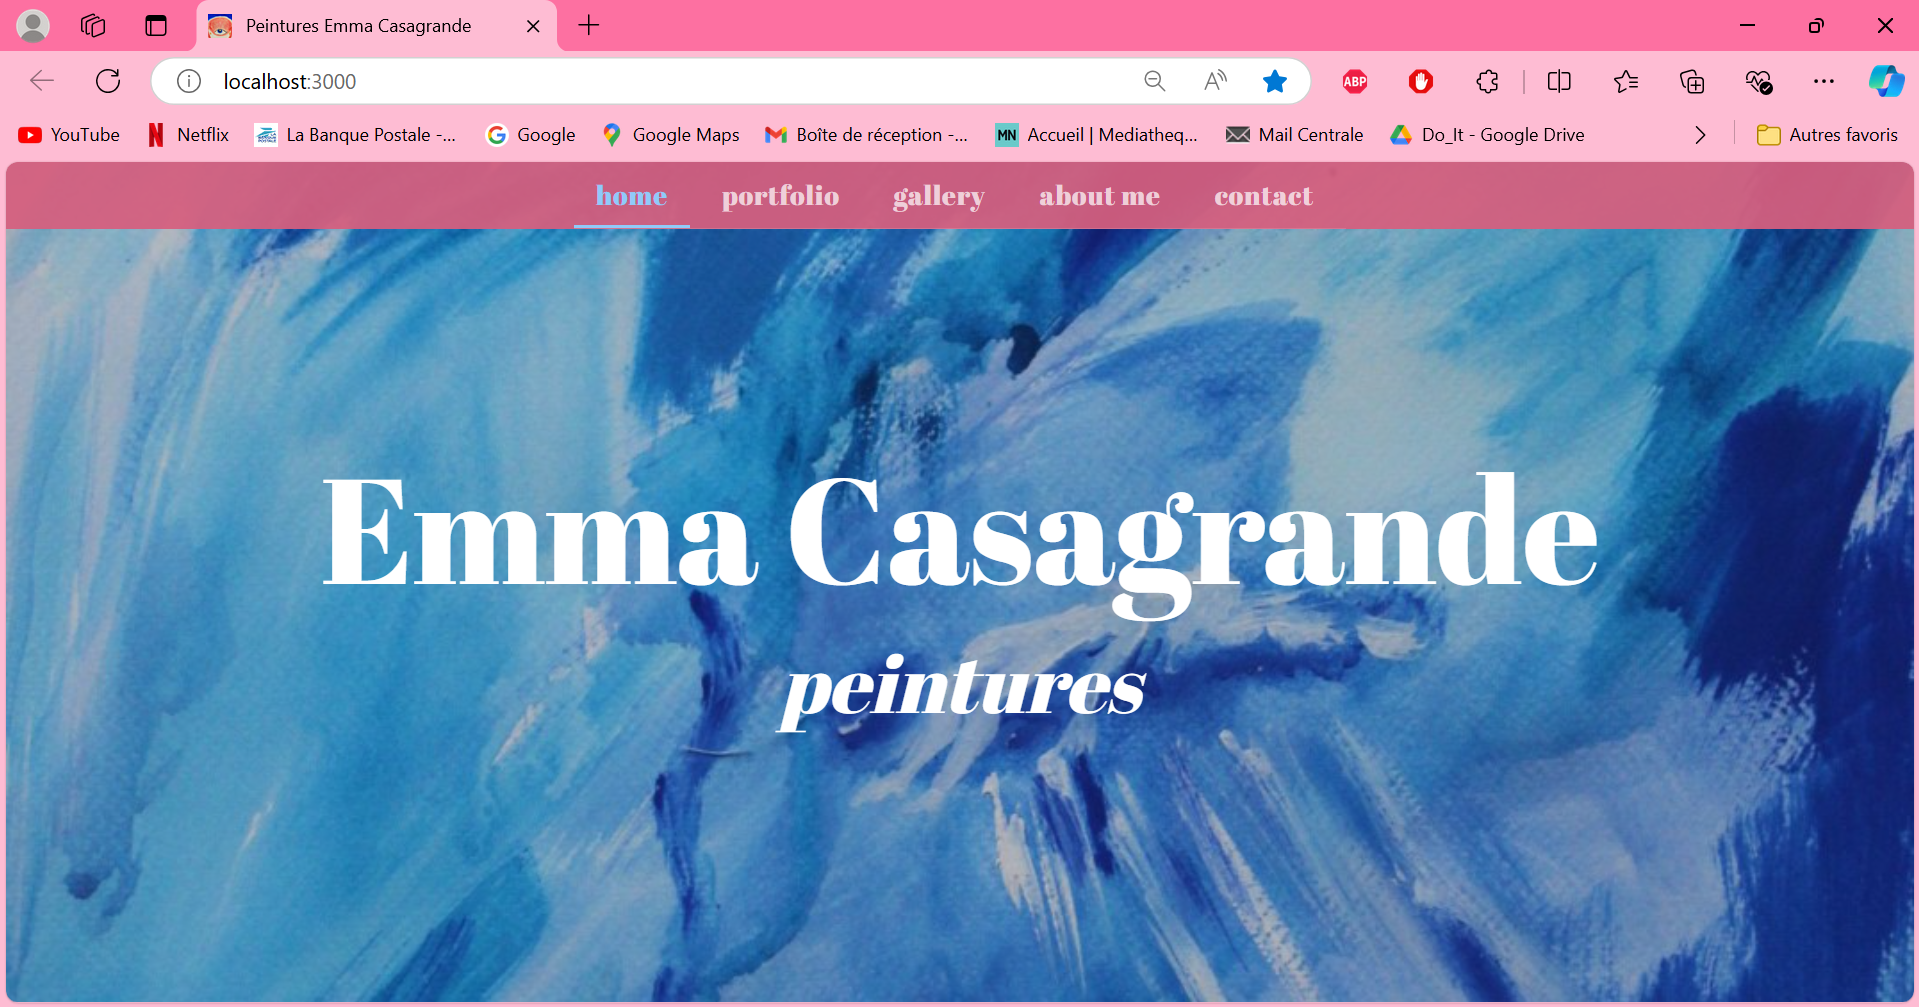 Peintures Emma Casagrande
localhost:3000
ABP
YouTube Netflix La Banque Postale -... Google Google Maps Boîte de réception -... MN Accueil | Mediatheq... Mail Centrale Do_It - Google Drive Autres favoris
home portfolio gallery about me contact
Emma Casagrande
peintures